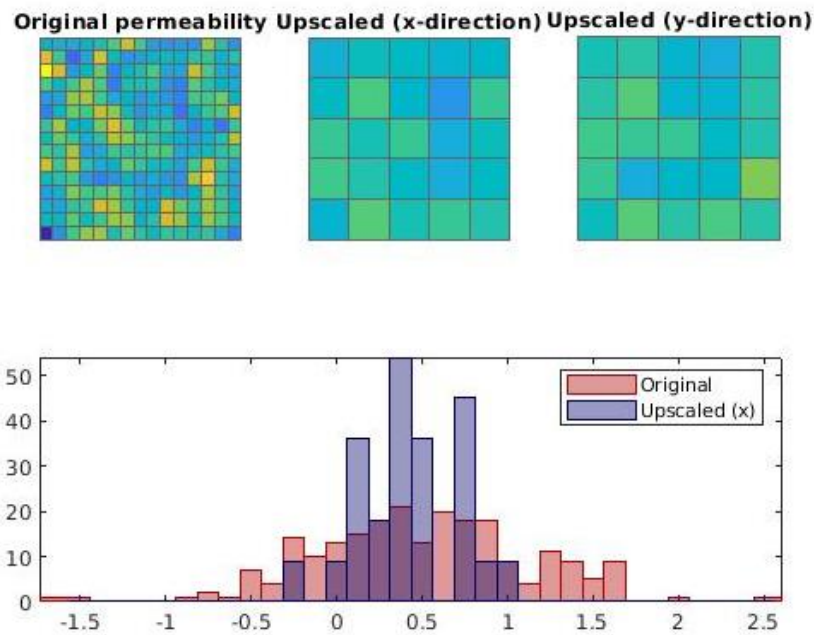 Original permeability Upscaled (x-direction) Upscaled (y-direction)
50
40
30
20
10
0
Original
Upscaled (x)
-1.5 -1 -0.5 0 0.5 1 1.5 2 2.5